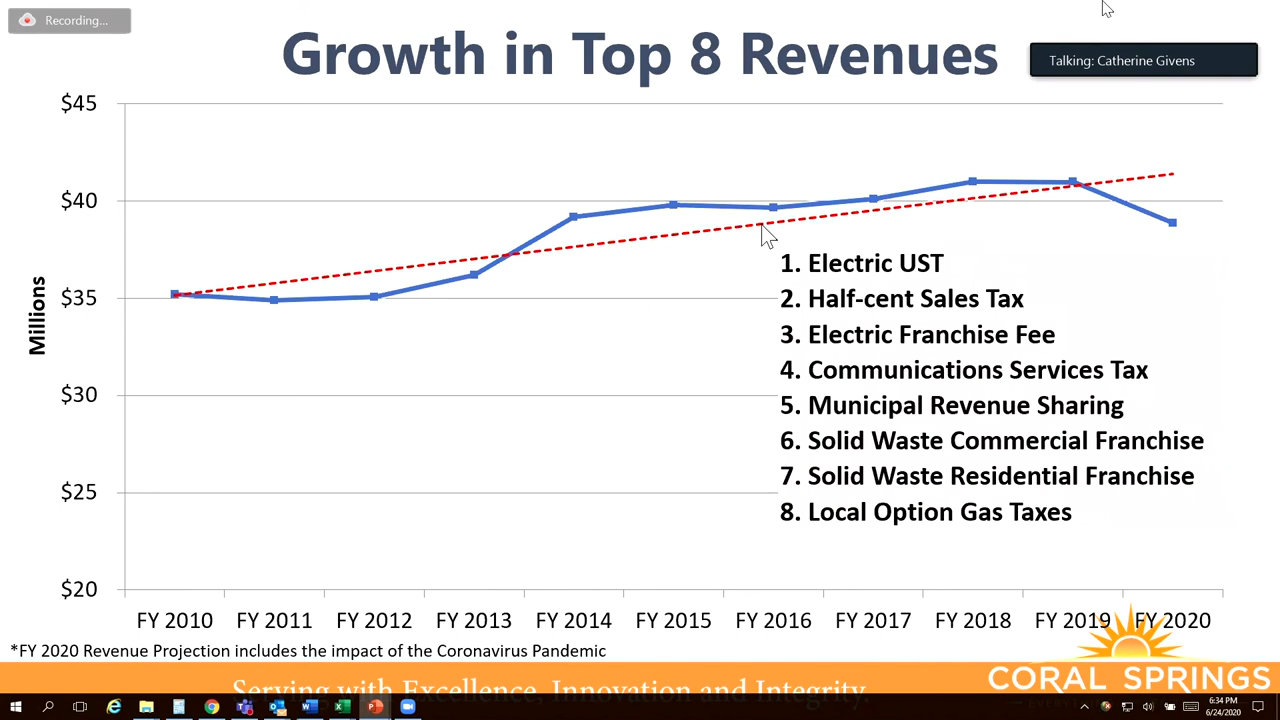 Recording...
Growth in Top 8 Revenues
Talking: Catherine Givens
$45
$40
$35
$30
$25
$20
Millions
1. Electric UST
2. Half-cent Sales Tax
3. Electric Franchise Fee
4. Communications Services Tax
5. Municipal Revenue Sharing
6. Solid Waste Commercial Franchise
7. Solid Waste Residential Franchise
8. Local Option Gas Taxes
FY 2010 FY 2011 FY 2012 FY 2013 FY 2014 FY 2015 FY 2016 FY 2017 FY 2018 FY 2019 FY 2020
*FY 2020 Revenue Projection includes the impact of the Coronavirus Pandemic
Serving with Excellence, Innovation and Integrity.
CORAL SPRINGS
6:34 PM
6/24/2020